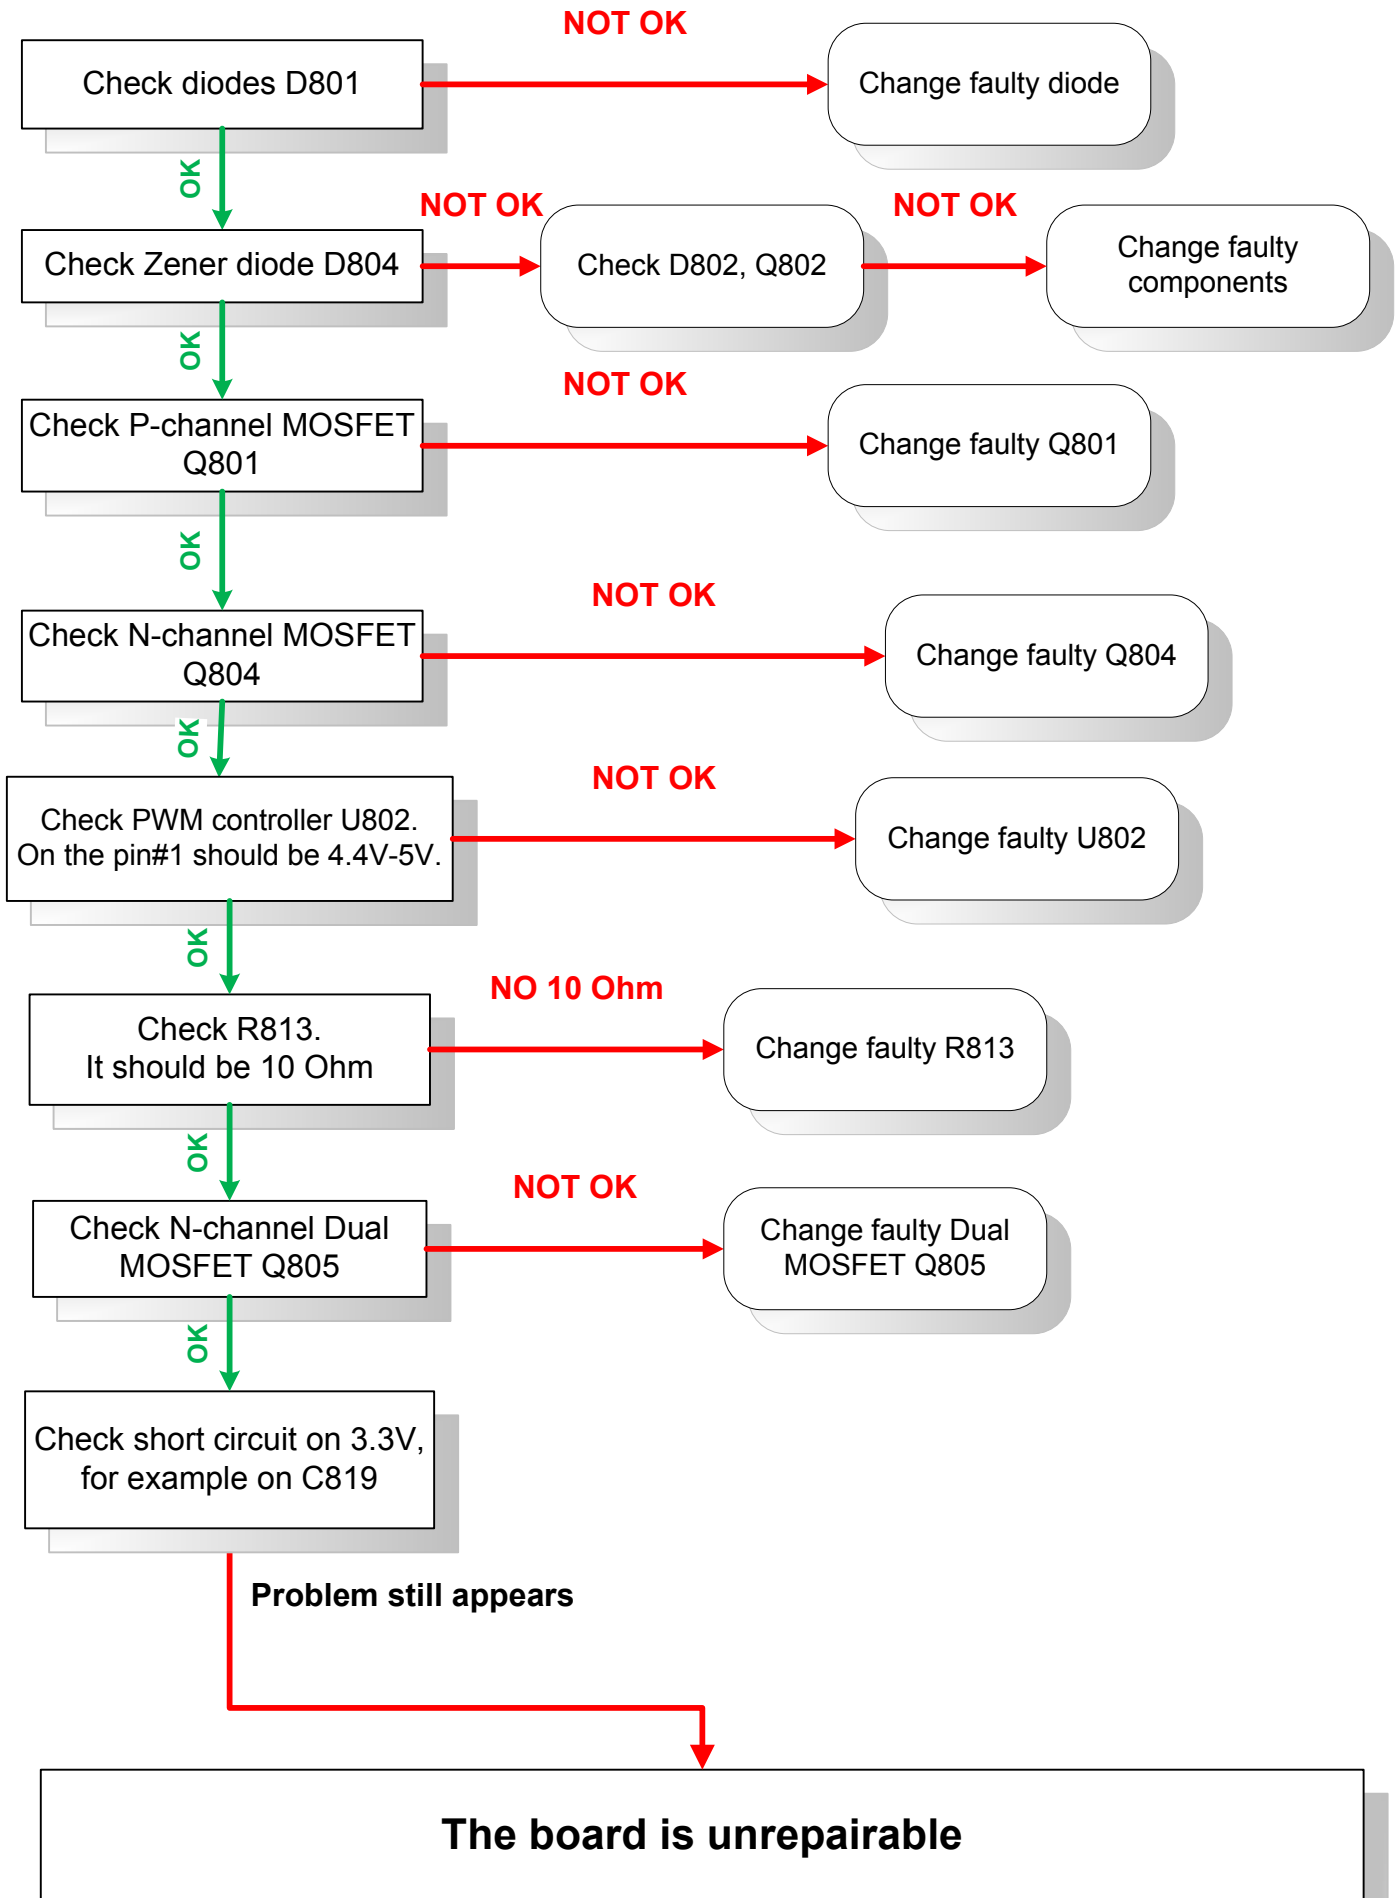 NOT OK
Check diodes D801
Change faulty diode
OK
NOT OK
NOT OK
Check Zener diode D804
Check D802, Q802
Change faulty
components
OK
NOT OK
Check P-channel MOSFET
Q801
Change faulty Q801
OK
NOT OK
Check N-channel MOSFET
Q804
Change faulty Q804
OK
NOT OK
Check PWM controller U802.
On the pin#1 should be 4.4V-5V.
Change faulty U802
OK
NO 10 Ohm
Check R813.
It should be 10 Ohm
Change faulty R813
OK
NOT OK
Check N-channel Dual
MOSFET Q805
Change faulty Dual
MOSFET Q805
OK
Check short circuit on 3.3V,
for example on C819
Problem still appears
The board is unrepairable